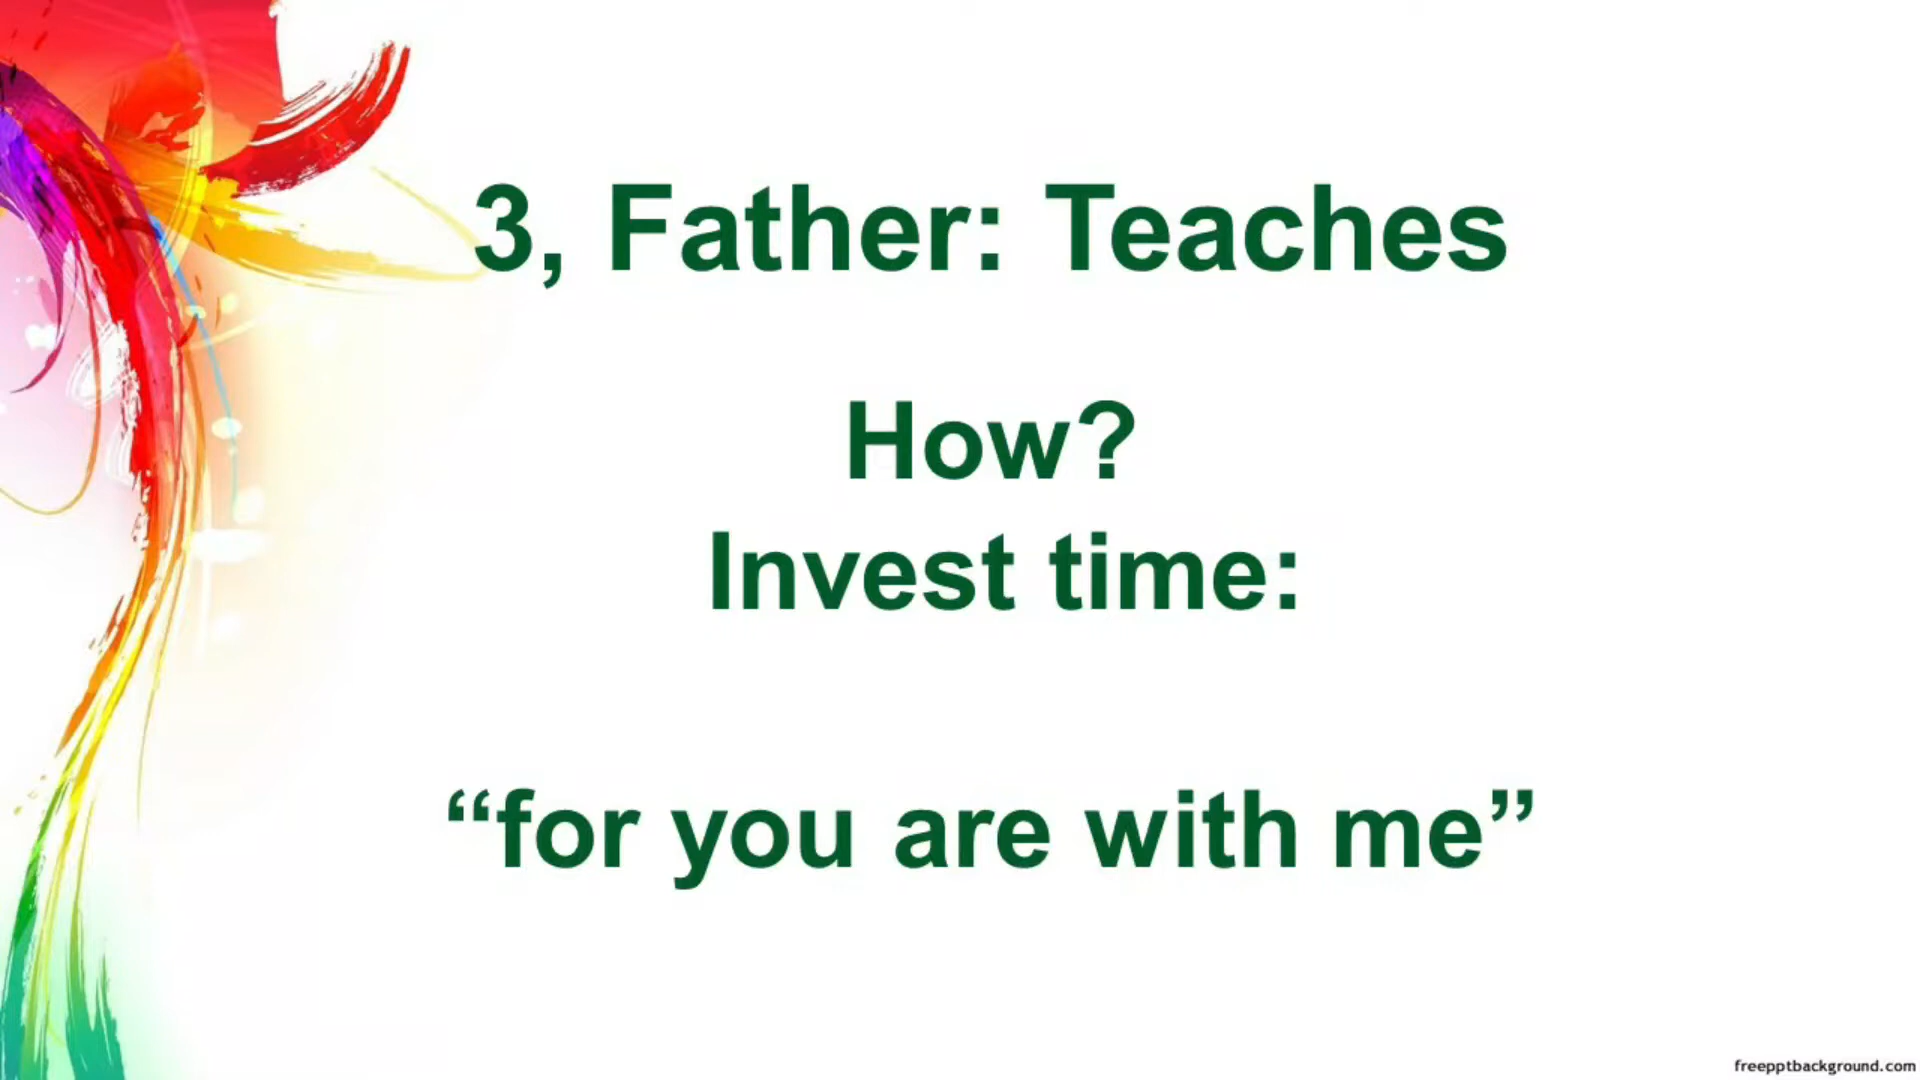 3, Father: Teaches
How?
Invest time:
“for you are with me”
freepptbackground.com